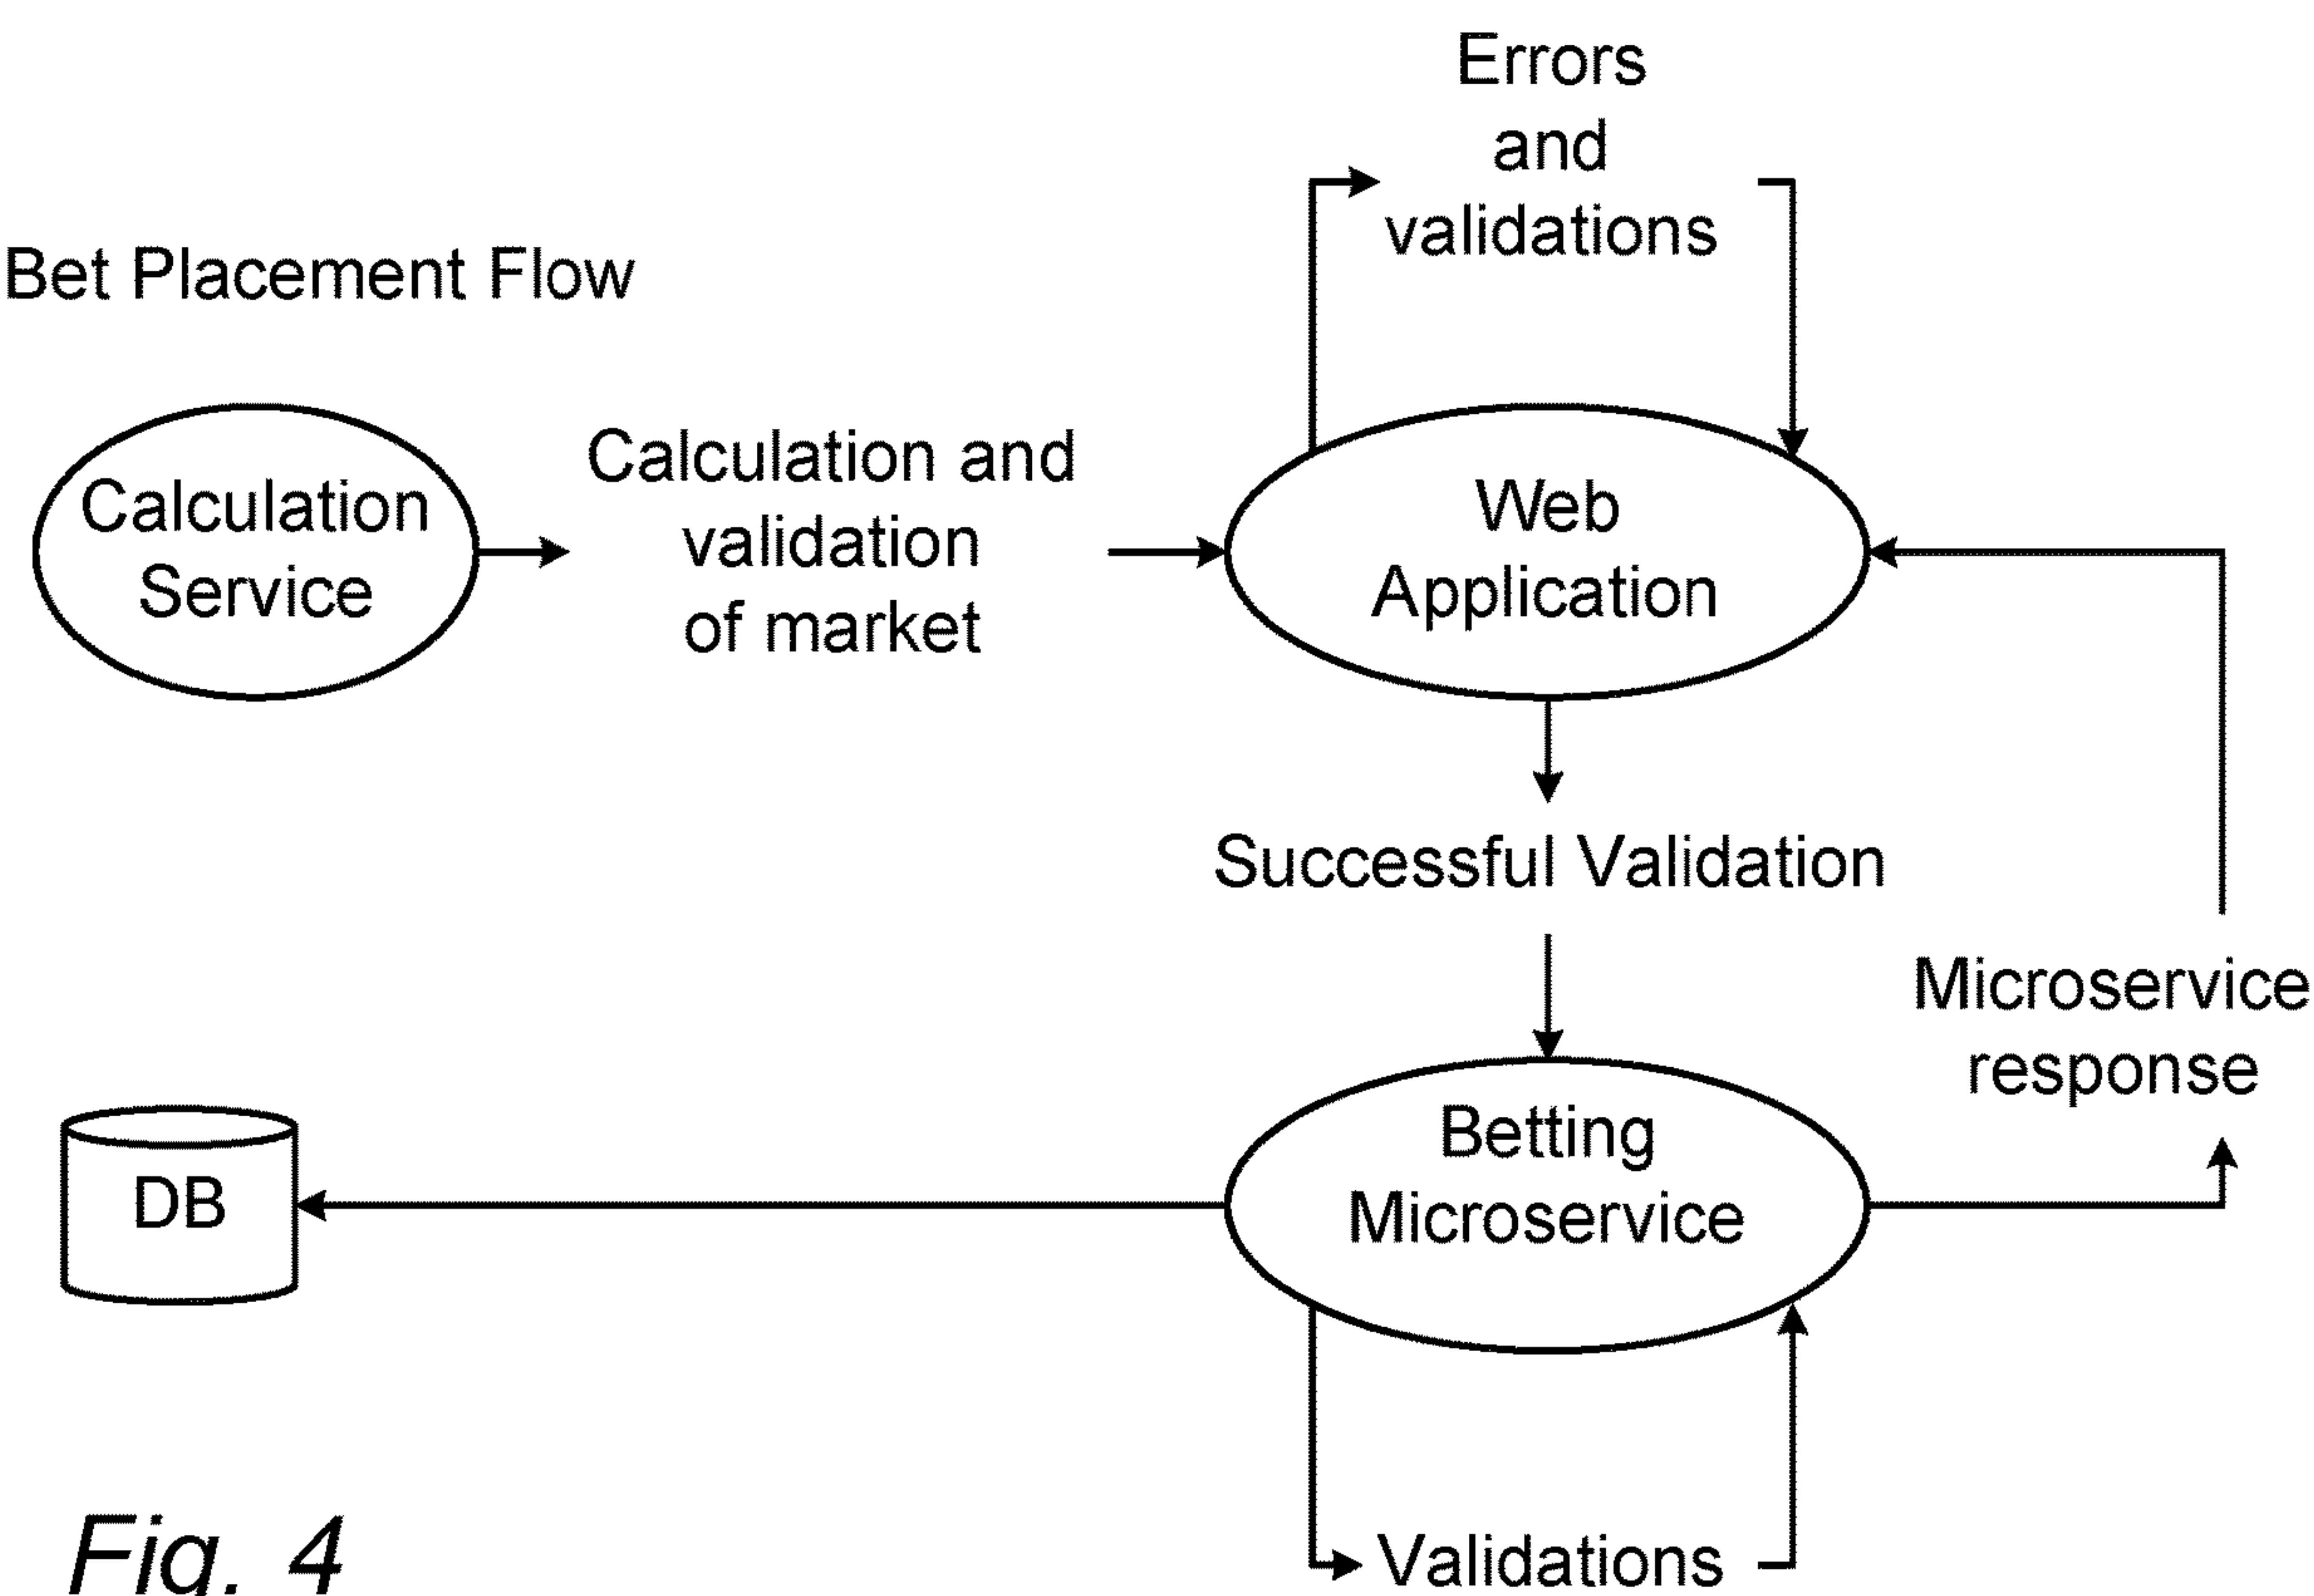 Errors
and
validations
Bet Placement Flow
Calculation
Service
Calculation and
validation
of market
Web
Application
Successful Validation
Microservice
response
Betting
Microservice
DB
Validations
Fig. 4